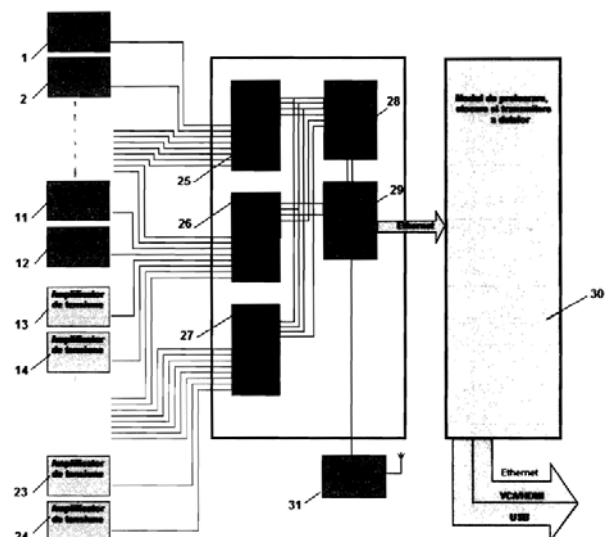 1
2
11
12
Amplificator
de tensiune
13
Amplificator
de tensiune
14
Amplificator
de tensiune
23
Amplificator
de tensiune
24
25
26
27
28
29
Ethernet
31
Modul de prelucrare,
stocare si transmitere
a datelor
30
Ethernet
VGA/HDMI
USB